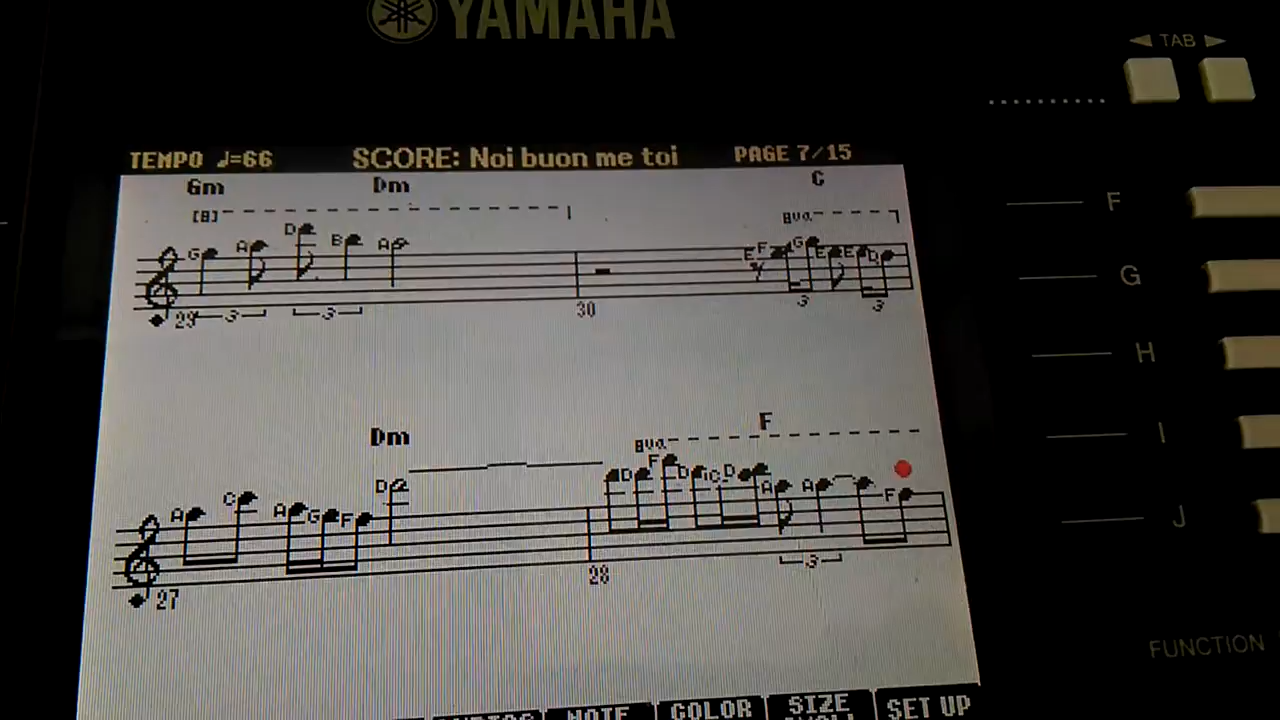 YAMAHA
TAB
TEMPO ♩=66 SCORE: Noi buon me toi PAGE 7/15
Gm Dm C
[8] 8va
G A D B A E F G E E D
3 3 3 3
29 30
F
G
H
I
J
Dm F
8va
A C A G F D D F D C D A A F
3
27 28
FUNCTION
NOTE COLOR SIZE SET UP